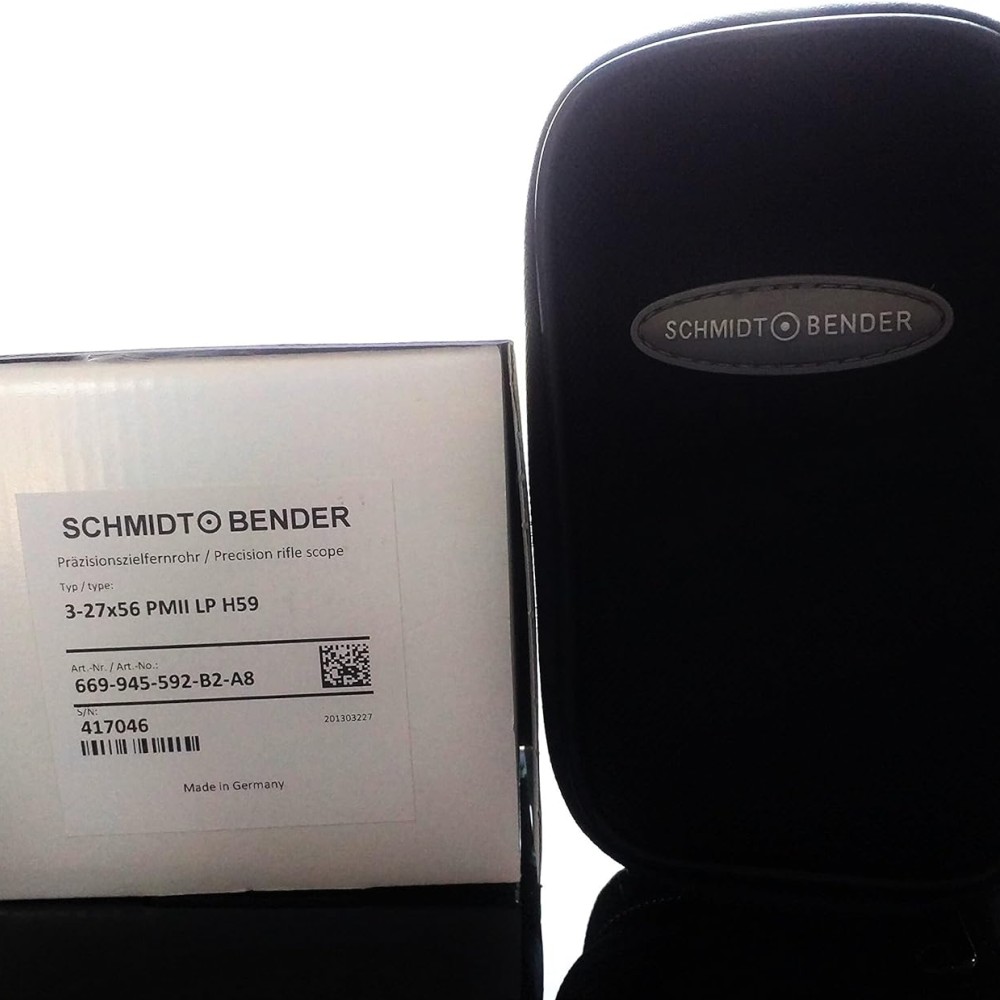 SCHMIDT BENDER
Präzisionszielfernrohr / Precision rifle scope
Typ / type:
3-27x56 PMII LP H59
Art.-Nr. / Art.-No.:
669-945-592-B2-A8
S/N:
417046
201303227
Made in Germany
SCHMIDT BENDER